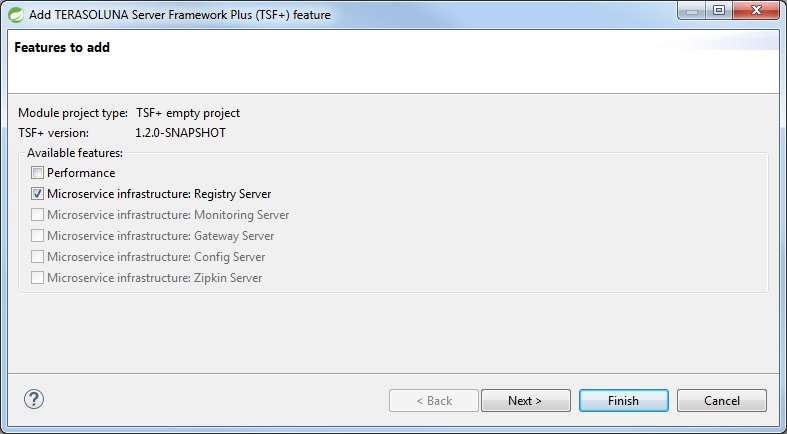 Add TERASOLUNA Server Framework Plus (TSF+) feature
Features to add
Module project type: TSF+ empty project
TSF+ version: 1.2.0-SNAPSHOT
Available features:
Performance
Microservice infrastructure: Registry Server
Microservice infrastructure: Monitoring Server
Microservice infrastructure: Gateway Server
Microservice infrastructure: Config Server
Microservice infrastructure: Zipkin Server
? < Back Next > Finish Cancel